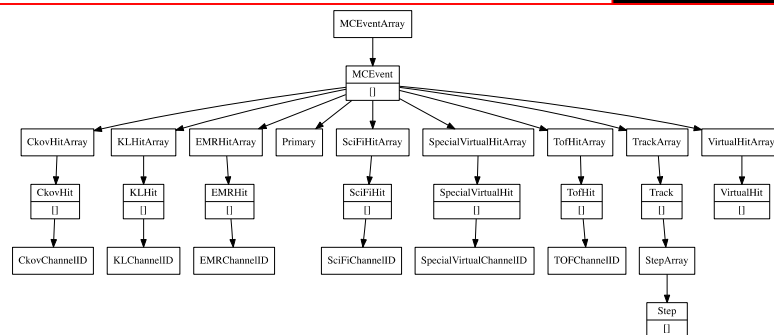 MCEventArray
MCEvent
[]
CkovHitArray KLHitArray EMRHitArray Primary SciFiHitArray SpecialVirtualHitArray TofHitArray TrackArray VirtualHitArray
CkovHit KLHit EMRHit SciFiHit SpecialVirtualHit TofHit Track VirtualHit
[] [] [] [] [] [] [] []
CkovChannelID KLChannelID EMRChannelID SciFiChannelID SpecialVirtualChannelID TOFChannelID StepArray
Step
[]